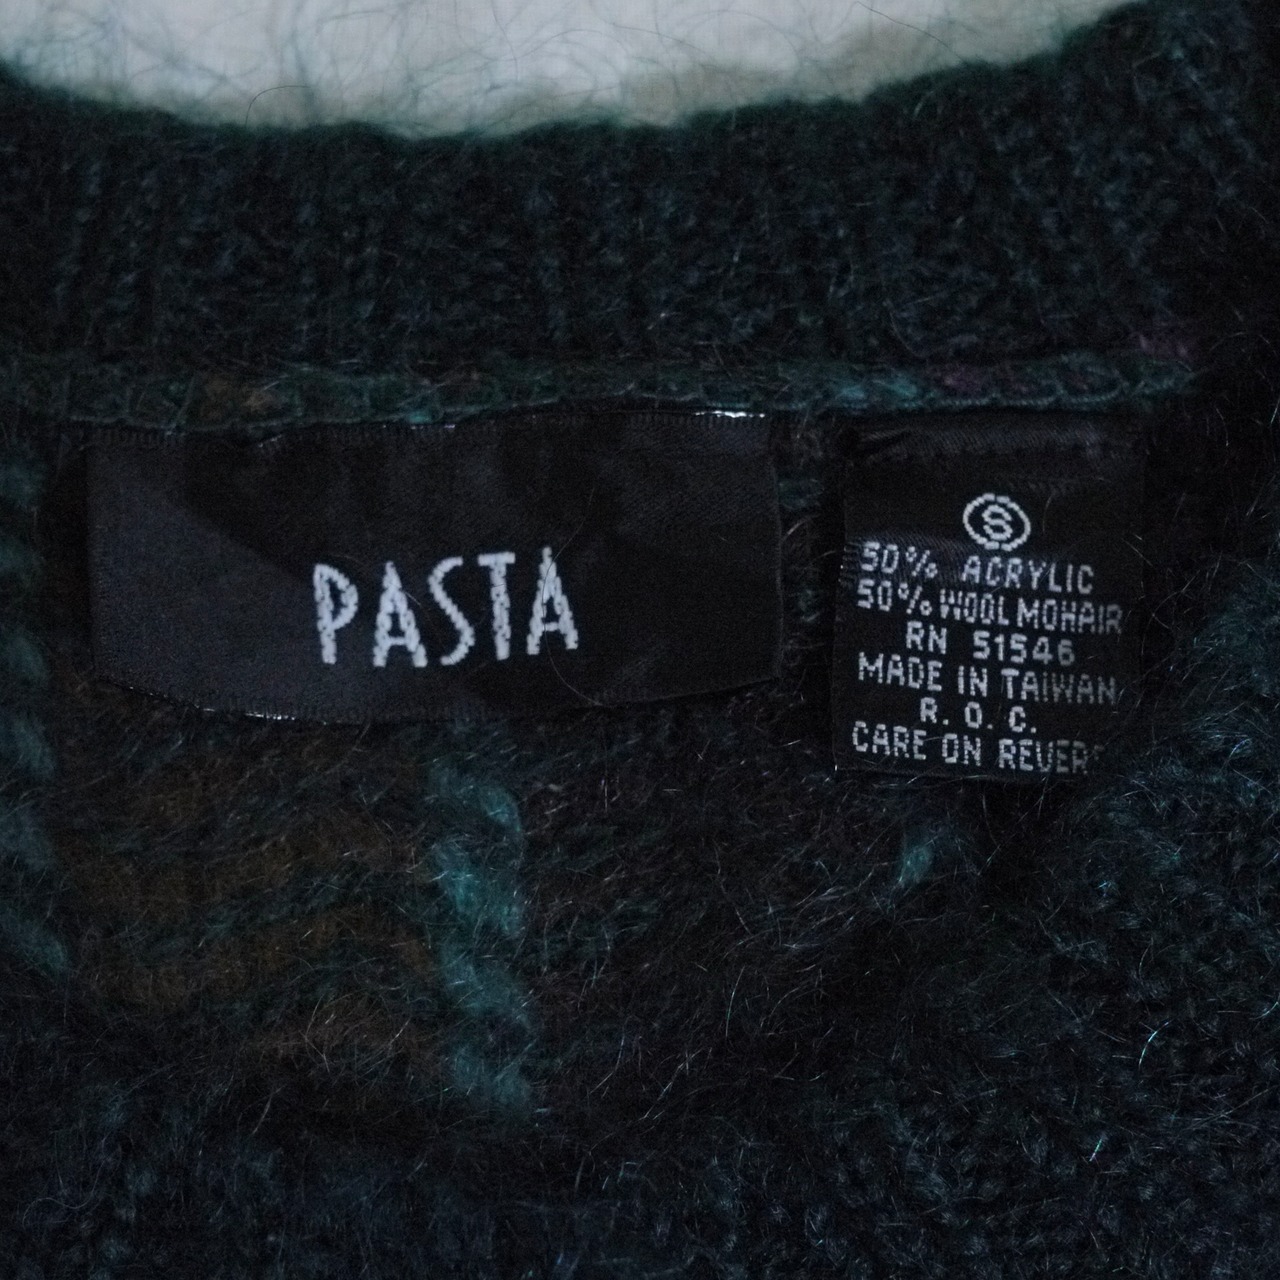 PASTA
S
50% ACRYLIC
50% WOOL MOHAIR
RN 51546
MADE IN TAIWAN
R. O. C.
CARE ON REVERS